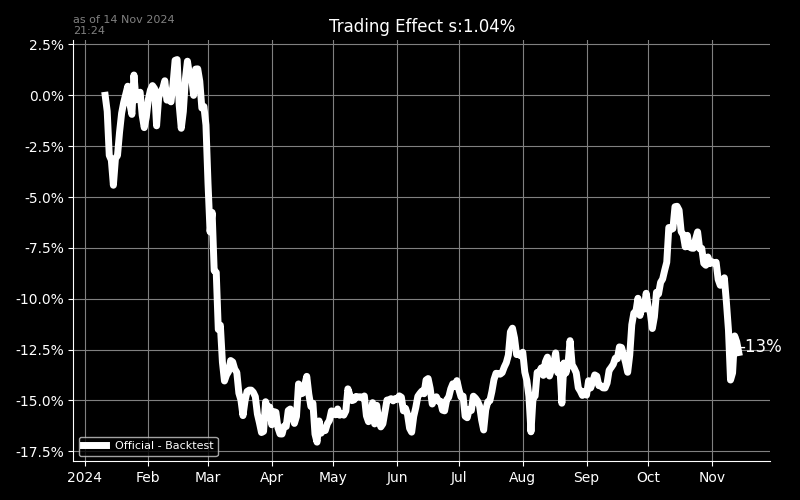 as of 14 Nov 2024
21:24
Trading Effect s:1.04%
2.5%
0.0%
-2.5%
-5.0%
-7.5%
-10.0%
-12.5%
-15.0%
-17.5%
-13%
Official - Backtest
2024 Feb Mar Apr May Jun Jul Aug Sep Oct Nov